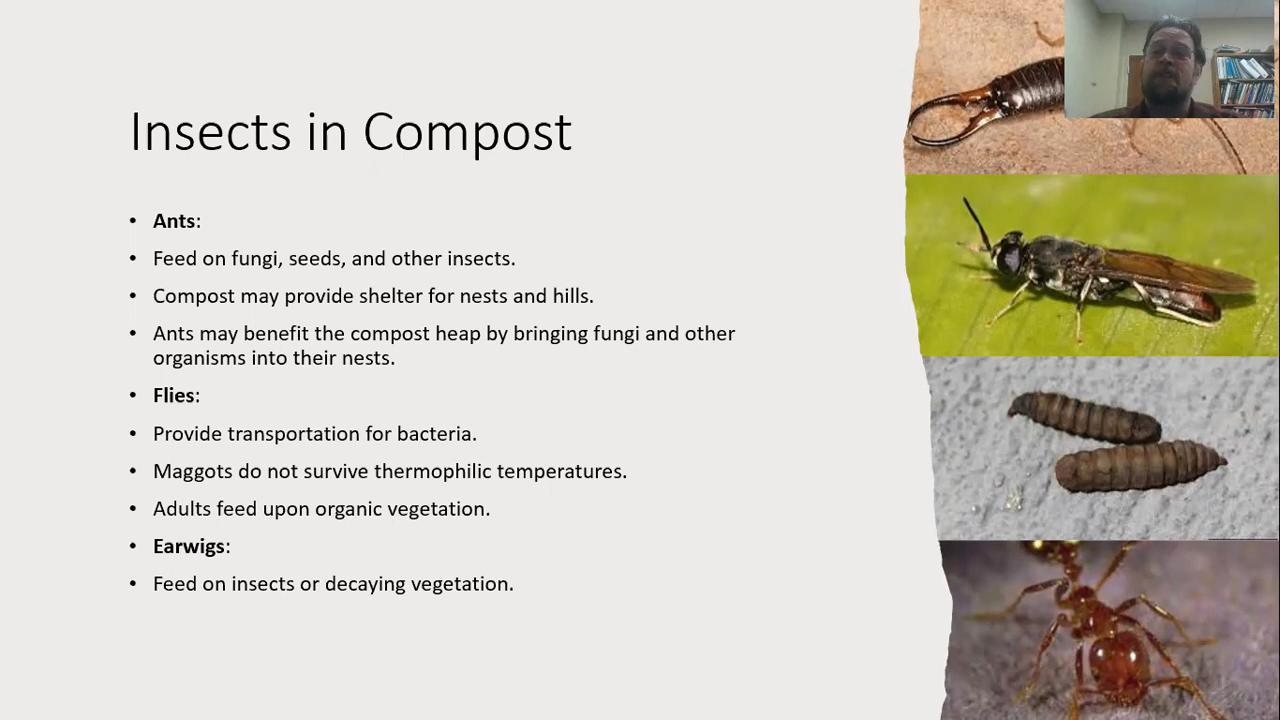 Insects in Compost
• Ants:
• Feed on fungi, seeds, and other insects.
• Compost may provide shelter for nests and hills.
• Ants may benefit the compost heap by bringing fungi and other
organisms into their nests.
• Flies:
• Provide transportation for bacteria.
• Maggots do not survive thermophilic temperatures.
• Adults feed upon organic vegetation.
• Earwigs:
• Feed on insects or decaying vegetation.